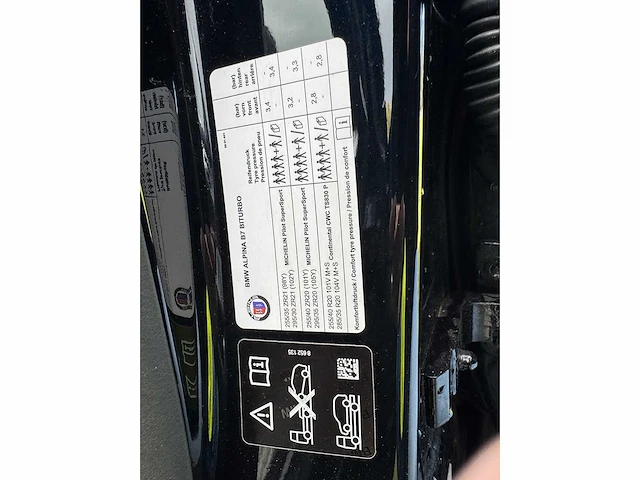 BMW ALPINA B7 BITURBO
Reifendruck
Tyre pressure
Pression de pneu
(bar) vorn front avant
(bar) hinten rear arrière
255/35 ZR21 (98Y) MICHELIN Pilot SuperSport 3,4 -
295/30 ZR21 (102Y) - 3,4
255/40 ZR20 (101Y) MICHELIN Pilot SuperSport 3,2 -
295/35 ZR20 (105Y) - 3,3
255/40 R20 101V M+S Continental CWC TS830 P 2,8 -
285/35 R20 104V M+S - 2,8
Komfortluftdruck / Comfort tyre pressure / Pression de confort
8 652 135